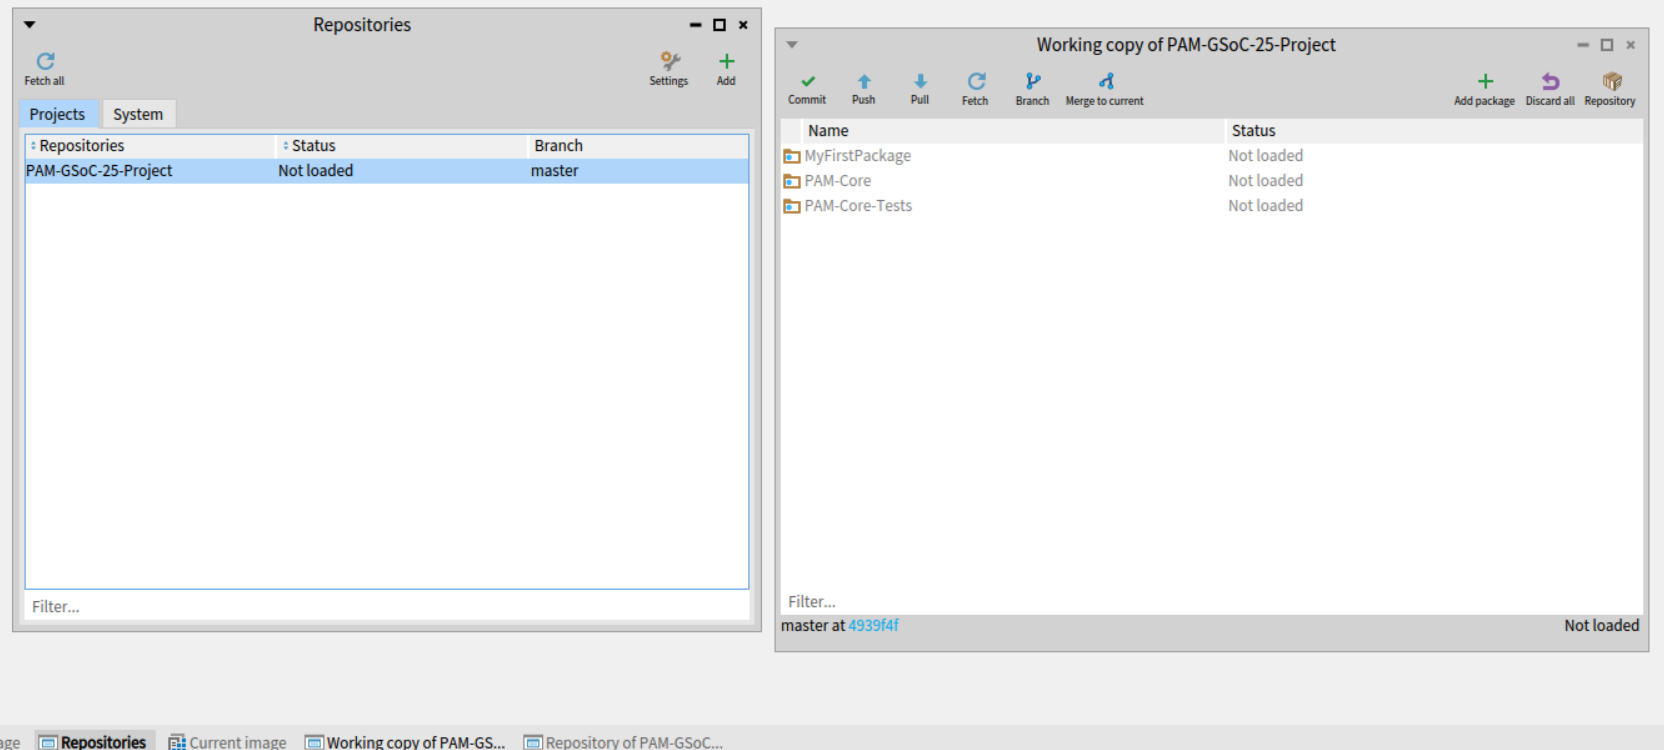 Repositories
Fetch all
Settings
Add
Projects
System
Repositories
Status
Branch
PAM-GSoC-25-Project
Not loaded
master
Filter...
Working copy of PAM-GSoC-25-Project
Commit
Push
Pull
Fetch
Branch
Merge to current
Add package
Discard all
Repository
Name
Status
MyFirstPackage
Not loaded
PAM-Core
Not loaded
PAM-Core-Tests
Not loaded
Filter...
master at 4939f4f
Not loaded
Repositories
Current image
Working copy of PAM-GS...
Repository of PAM-GSoC...